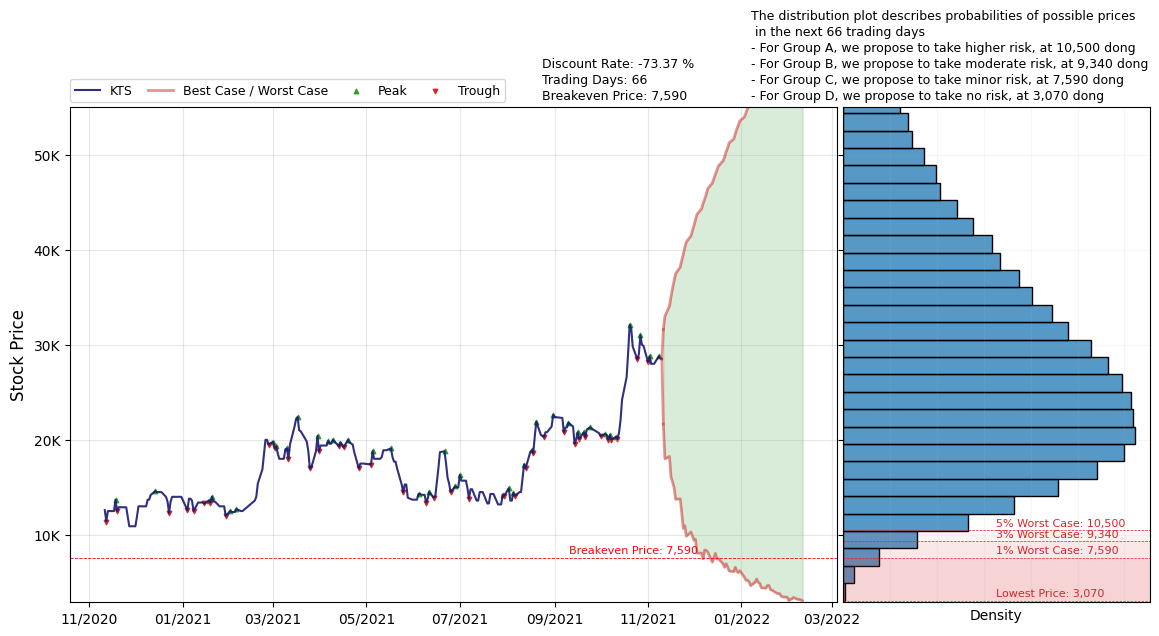 The distribution plot describes probabilities of possible prices
in the next 66 trading days
- For Group A, we propose to take higher risk, at 10,500 dong
- For Group B, we propose to take moderate risk, at 9,340 dong
- For Group C, we propose to take minor risk, at 7,590 dong
- For Group D, we propose to take no risk, at 3,070 dong
Discount Rate: -73.37 %
Trading Days: 66
Breakeven Price: 7,590
KTS Best Case / Worst Case Peak Trough
Stock Price
50K
40K
30K
20K
10K
Breakeven Price: 7,590
5% Worst Case: 10,500
3% Worst Case: 9,340
1% Worst Case: 7,590
Lowest Price: 3,070
11/2020 01/2021 03/2021 05/2021 07/2021 09/2021 11/2021 01/2022 03/2022
Density